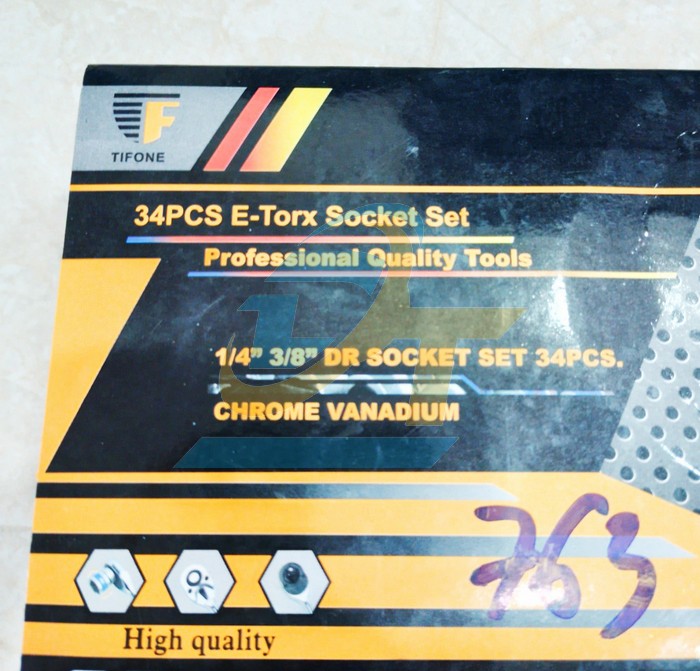 TIFONE
34PCS E-Torx Socket Set
Professional Quality Tools
1/4" 3/8" DR SOCKET SET 34PCS.
CHROME VANADIUM
763
High quality